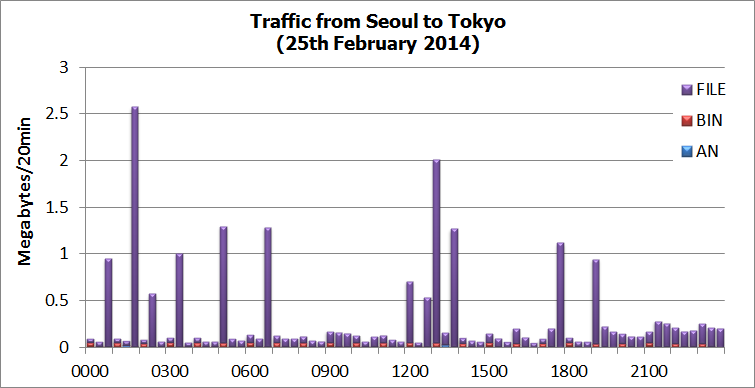 Traffic from Seoul to Tokyo
(25th February 2014)
Megabytes/20min
3
2.5
2
1.5
1
0.5
0
FILE
BIN
AN
0000 0300 0600 0900 1200 1500 1800 2100